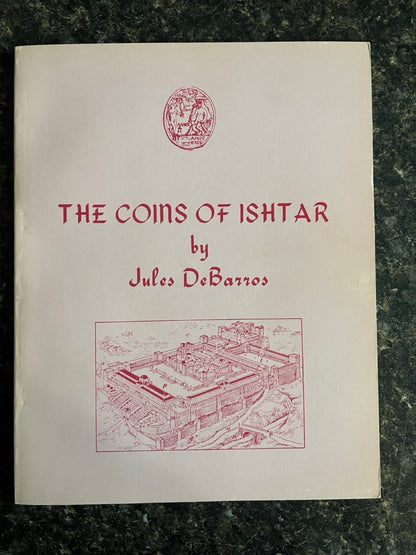 THE COINS OF ISHTAR
by
Jules DeBarros